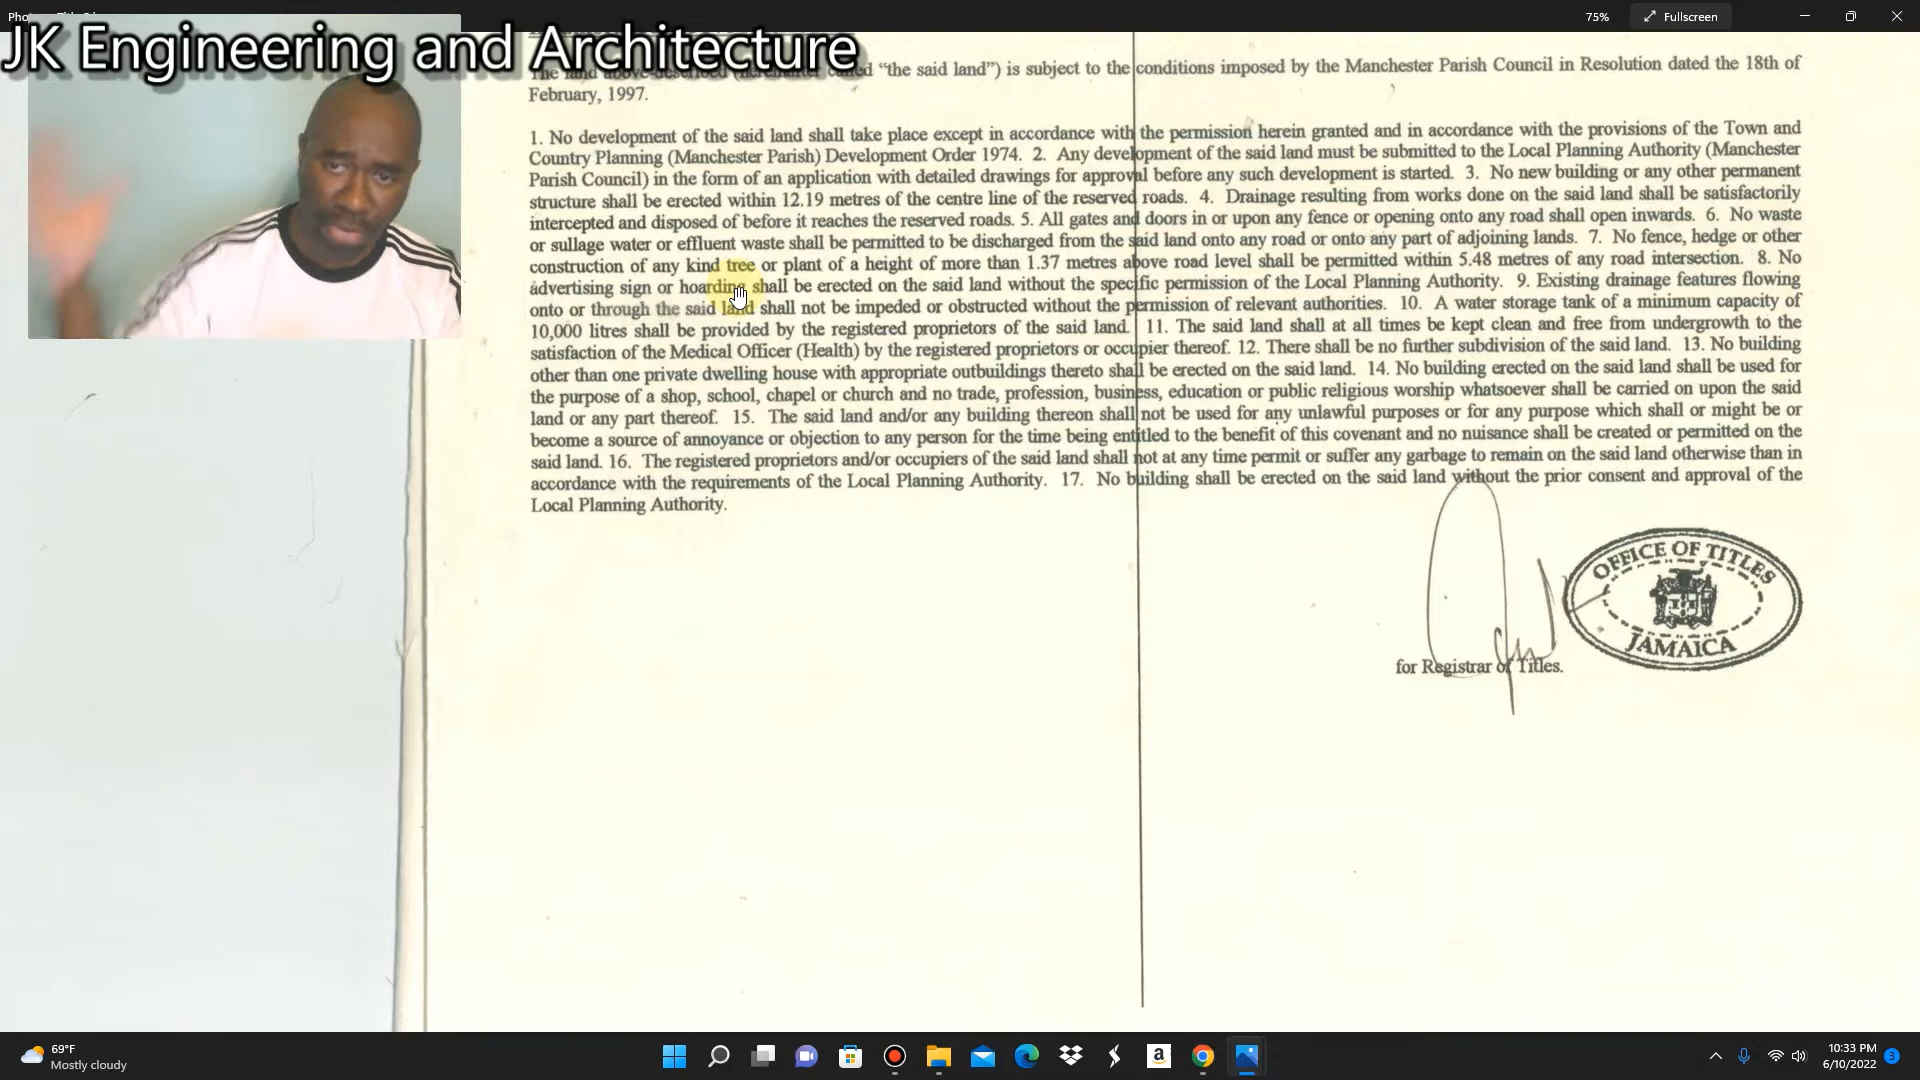 75%
Fullscreen
JK Engineering and Architecture
"the said land") is subject to the conditions imposed by the Manchester Parish Council in Resolution dated the 18th of
February, 1997.
1. No development of the said land shall take place except in accordance with the permission herein granted and in accordance with the provisions of the Town and
Country Planning (Manchester Parish) Development Order 1974. 2. Any development of the said land must be submitted to the Local Planning Authority (Manchester
Parish Council) in the form of an application with detailed drawings for approval before any such development is started. 3. No new building or any other permanent
structure shall be erected within 12.19 metres of the centre line of the reserved roads. 4. Drainage resulting from works done on the said land shall be satisfactorily
intercepted and disposed of before it reaches the reserved roads. 5. All gates and doors in or upon any fence or opening onto any road shall open inwards. 6. No waste
or sullage water or effluent waste shall be permitted to be discharged from the said land onto any road or onto any part of adjoining lands. 7. No fence, hedge or other
construction of any kind tree or plant of a height of more than 1.37 metres above road level shall be permitted within 5.48 metres of any road intersection. 8. No
advertising sign or hoarding shall be erected on the said land without the specific permission of the Local Planning Authority. 9. Existing drainage features flowing
onto or through the said land shall not be impeded or obstructed without the permission of relevant authorities. 10. A water storage tank of a minimum capacity of
10,000 litres shall be provided by the registered proprietors of the said land. 11. The said land shall at all times be kept clean and free from undergrowth to the
satisfaction of the Medical Officer (Health) by the registered proprietors or occupier thereof. 12. There shall be no further subdivision of the said land. 13. No building
other than one private dwelling house with appropriate outbuildings thereto shall be erected on the said land. 14. No building erected on the said land shall be used for
the purpose of a shop, school, chapel or church and no trade, profession, business, education or public religious worship whatsoever shall be carried on upon the said
land or any part thereof. 15. The said land and/or any building thereon shall not be used for any unlawful purposes or for any purpose which shall or might be or
become a source of annoyance or objection to any person for the time being entitled to the benefit of this covenant and no nuisance shall be created or permitted on the
said land. 16. The registered proprietors and/or occupiers of the said land shall not at any time permit or suffer any garbage to remain on the said land otherwise than in
accordance with the requirements of the Local Planning Authority. 17. No building shall be erected on the said land without the prior consent and approval of the
Local Planning Authority.
OFFICE OF TITLES
JAMAICA
for Registrar of Titles.
69°F
Mostly cloudy
a
10:33 PM
6/10/2022
3